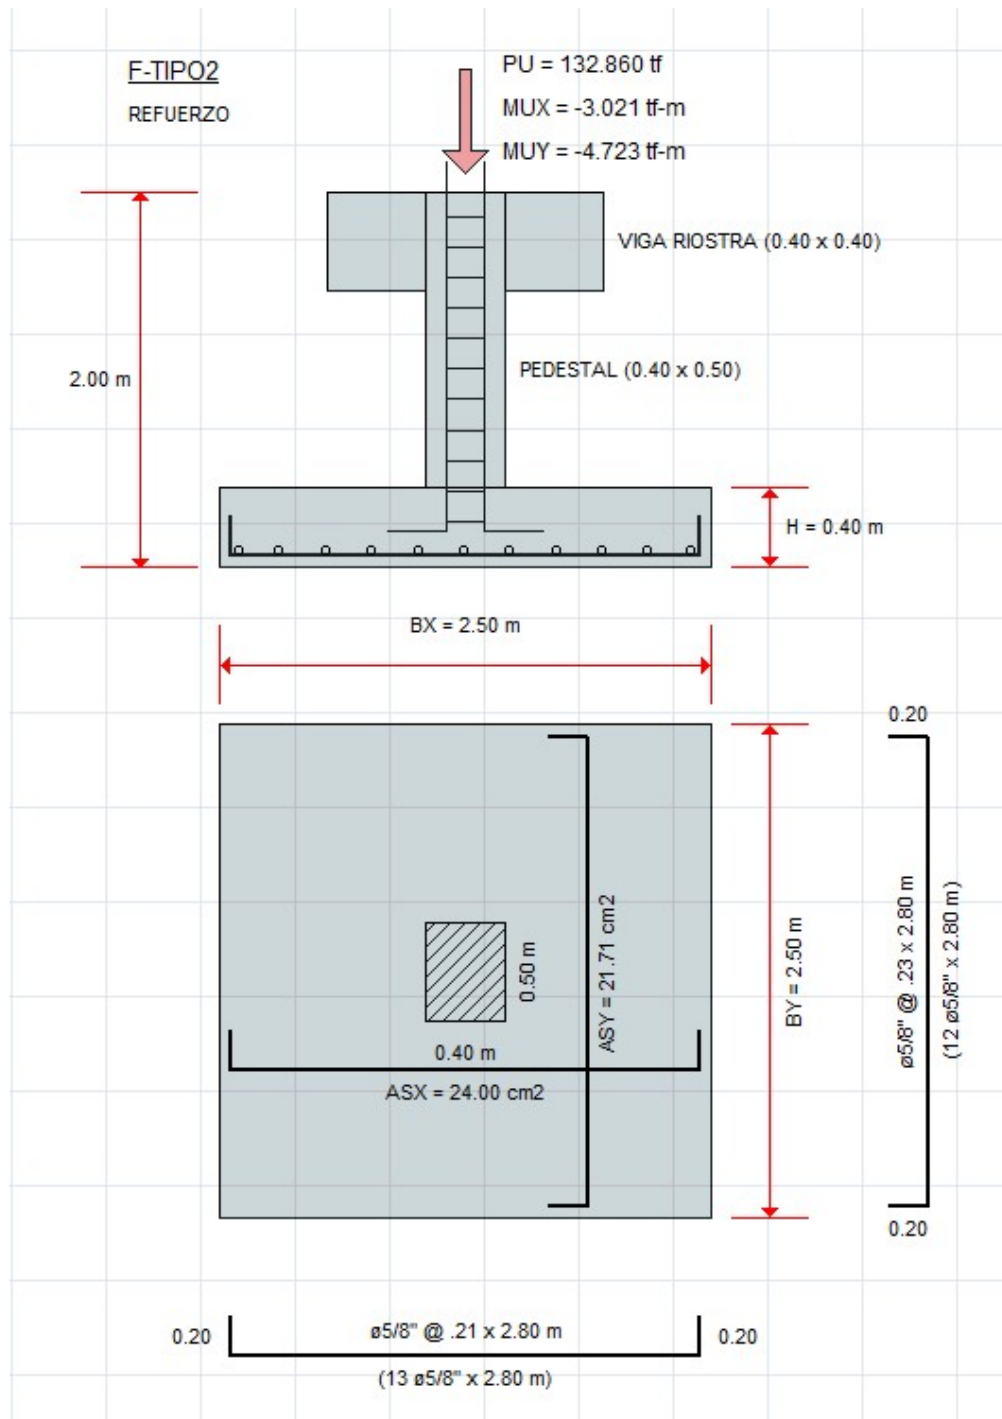 F-TIPO2
REFUERZO
PU = 132.860 tf
MUX = -3.021 tf-m
MUY = -4.723 tf-m
VIGA RIOSTRA (0.40 x 0.40)
2.00 m
PEDESTAL (0.40 x 0.50)
H = 0.40 m
BX = 2.50 m
0.20
0.50 m
ASY = 21.71 cm2
BY = 2.50 m
ø5/8" @ .23 x 2.80 m
(12 ø5/8" x 2.80 m)
0.40 m
ASX = 24.00 cm2
0.20
0.20
ø5/8" @ .21 x 2.80 m
0.20
(13 ø5/8" x 2.80 m)